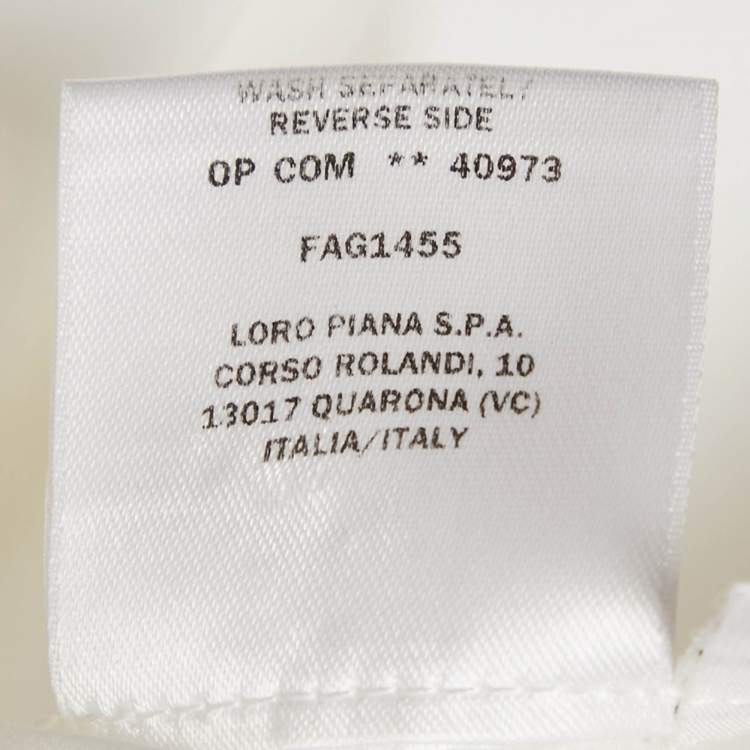 WASH SEPARATELY
REVERSE SIDE
OP COM ** 40973
FAG1455
LORO PIANA S.P.A.
CORSO ROLANDI, 10
13017 QUARONA (VC)
ITALIA/ITALY